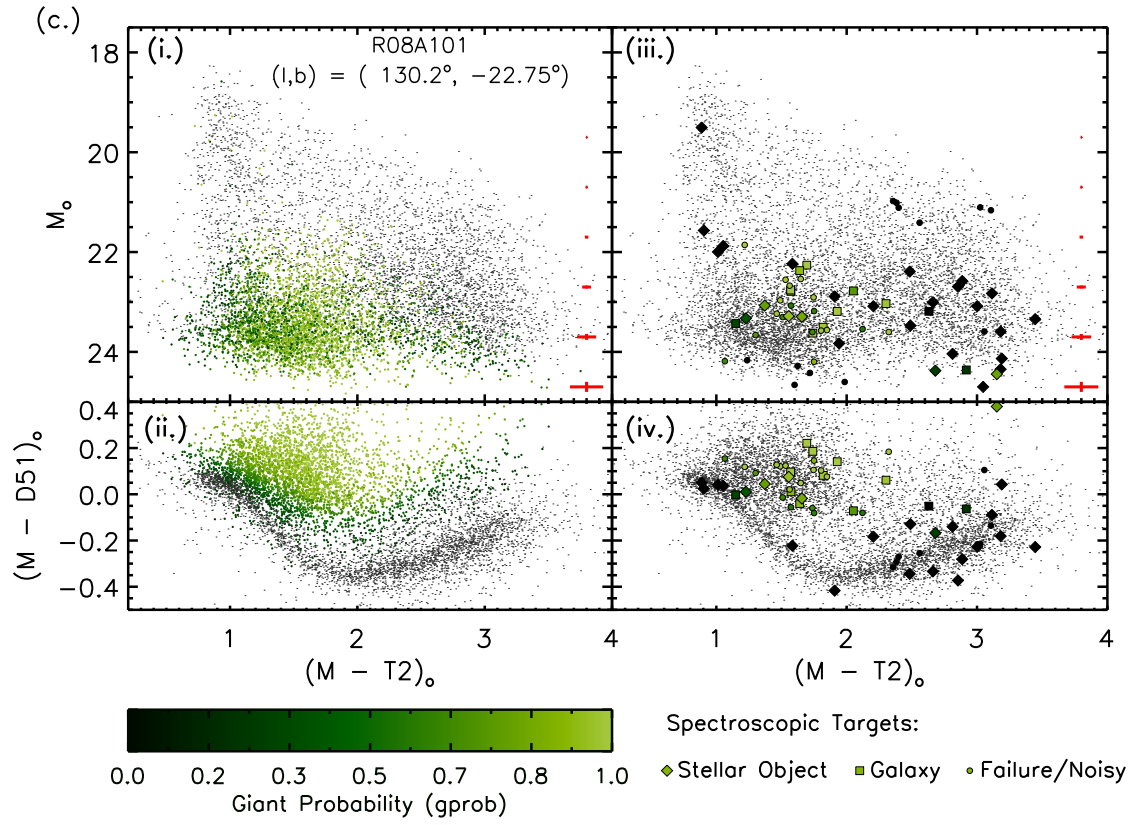 (c.)
(i.)
R08A101
(l,b) = ( 130.2°, −22.75°)
(iii.)
18
20
22
24
M₀
(ii.)
(iv.)
0.4
0.2
0.0
−0.2
−0.4
(M − D51)₀
1 2 3 4
1 2 3 4
(M − T2)₀
(M − T2)₀
0.0 0.2 0.3 0.5 0.7 0.8 1.0
Giant Probability (gprob)
Spectroscopic Targets:
Stellar Object Galaxy Failure/Noisy